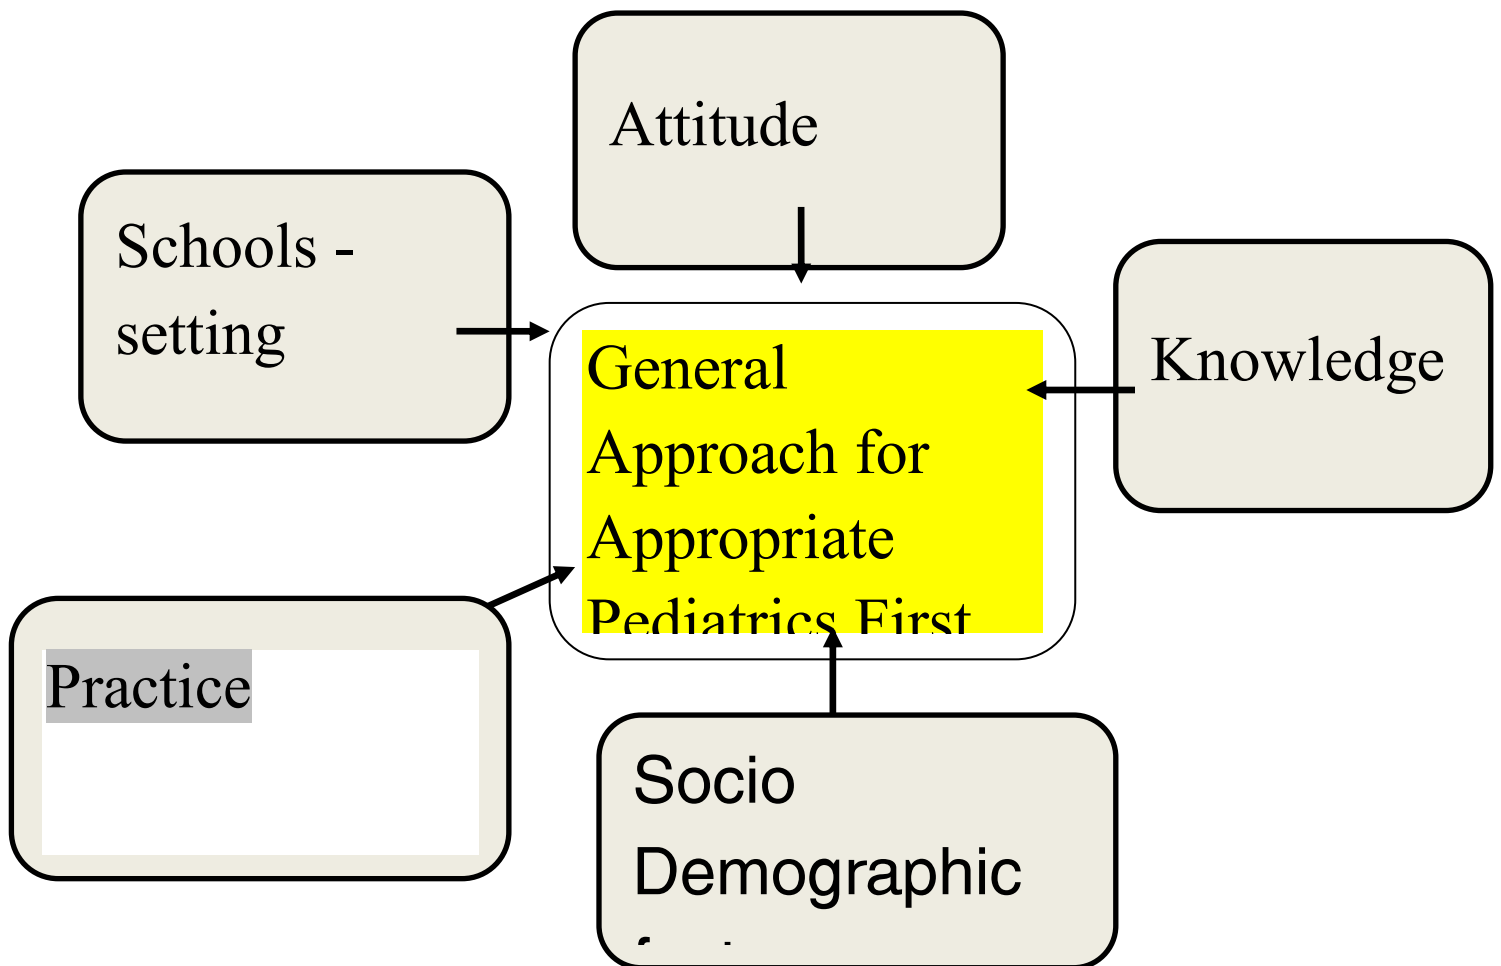 Attitude
Schools -
setting
Knowledge
General
Approach for
Appropriate
Pediatrics First
Practice
Socio
Demographic